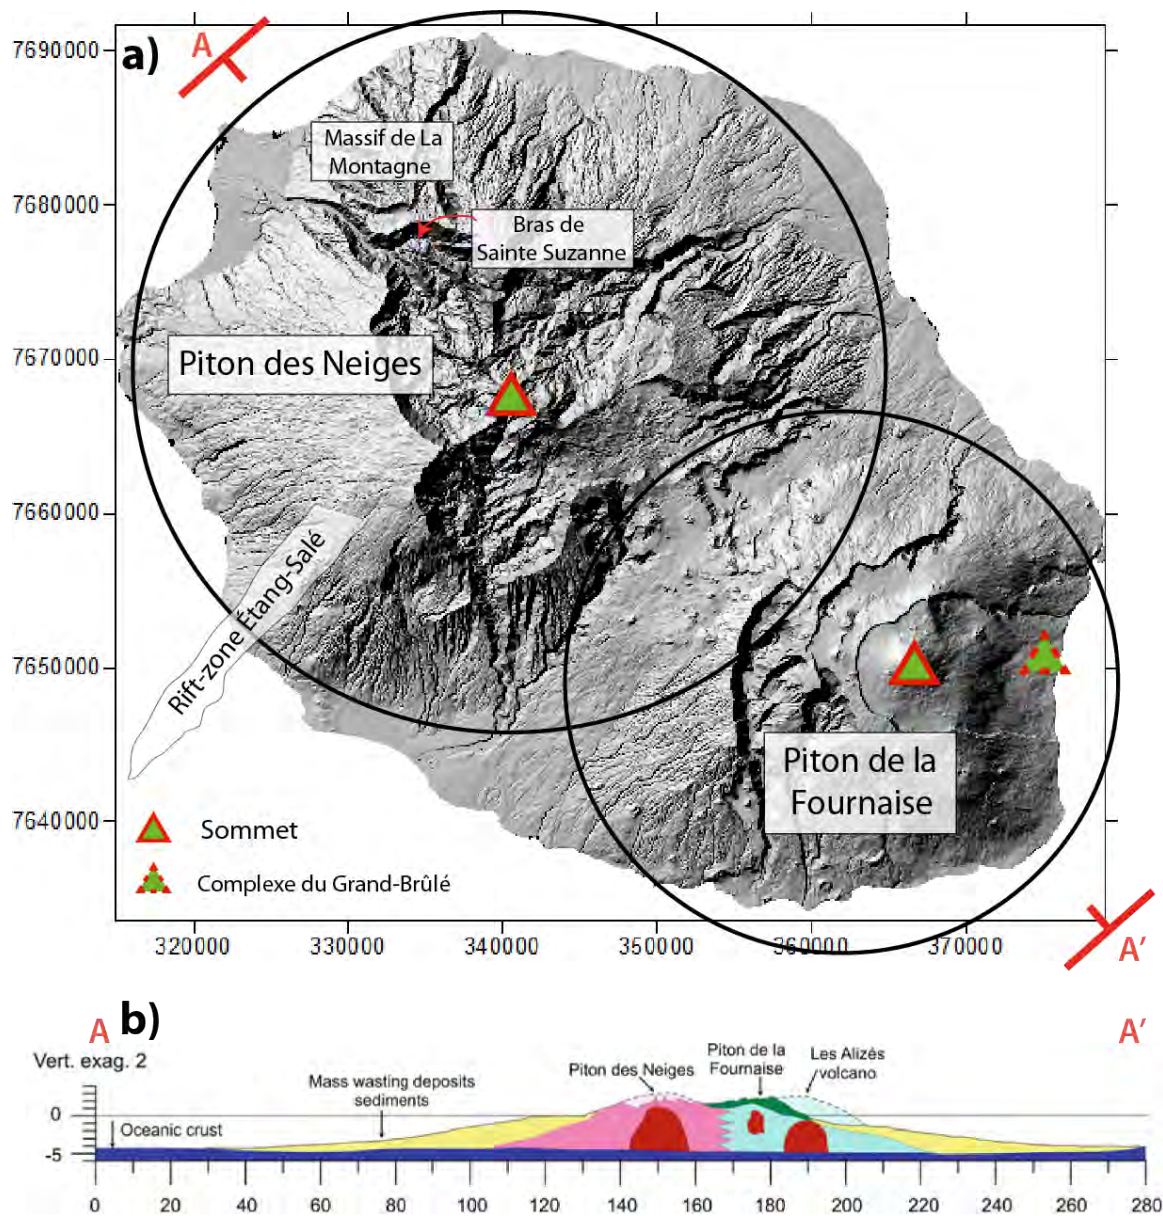 7690000
A
a)
Massif de La
Montagne
7680000
Bras de
Sainte Suzanne
7670000
Piton des Neiges
7660000
Rift-zone Étang-Salé
7650000
Piton de la
Fournaise
7640000
Sommet
Complexe du Grand-Brûlé
320000 330000 340000 350000 360000 370000
A'
A b) A'
Vert. exag. 2
Piton des Neiges
Piton de la
Fournaise
Les Alizés
volcano
Mass wasting deposits
sediments
0
Oceanic crust
-5
0 20 40 60 80 100 120 140 160 180 200 220 240 260 280